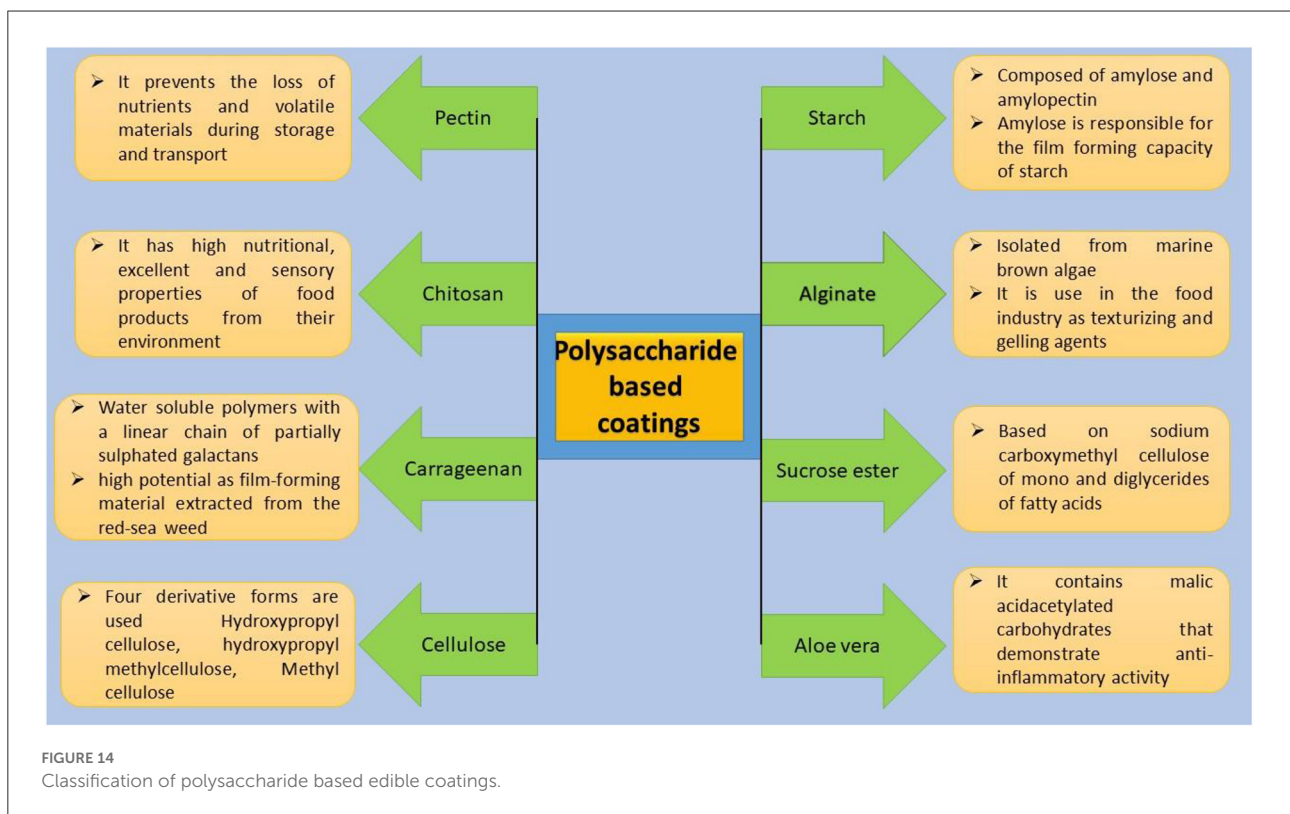 ➤ It prevents the loss of
nutrients and volatile
materials during storage
and transport
Pectin
➤ It has high nutritional,
excellent and sensory
properties of food
products from their
environment
Chitosan
➤ Water soluble polymers with
a linear chain of partially
sulphated galactans
➤ high potential as film-forming
material extracted from the
red-sea weed
Carrageenan
➤ Four derivative forms are
used Hydroxypropyl
cellulose, hydroxypropyl
methylcellulose, Methyl
cellulose
Cellulose
Polysaccharide
based
coatings
Starch
➤ Composed of amylose and
amylopectin
➤ Amylose is responsible for
the film forming capacity
of starch
Alginate
➤ Isolated from marine
brown algae
➤ It is use in the food
industry as texturizing and
gelling agents
Sucrose ester
➤ Based on sodium
carboxymethyl cellulose
of mono and diglycerides
of fatty acids
Aloe vera
➤ It contains malic
acidacetylated
carbohydrates that
demonstrate anti-
inflammatory activity
FIGURE 14
Classification of polysaccharide based edible coatings.